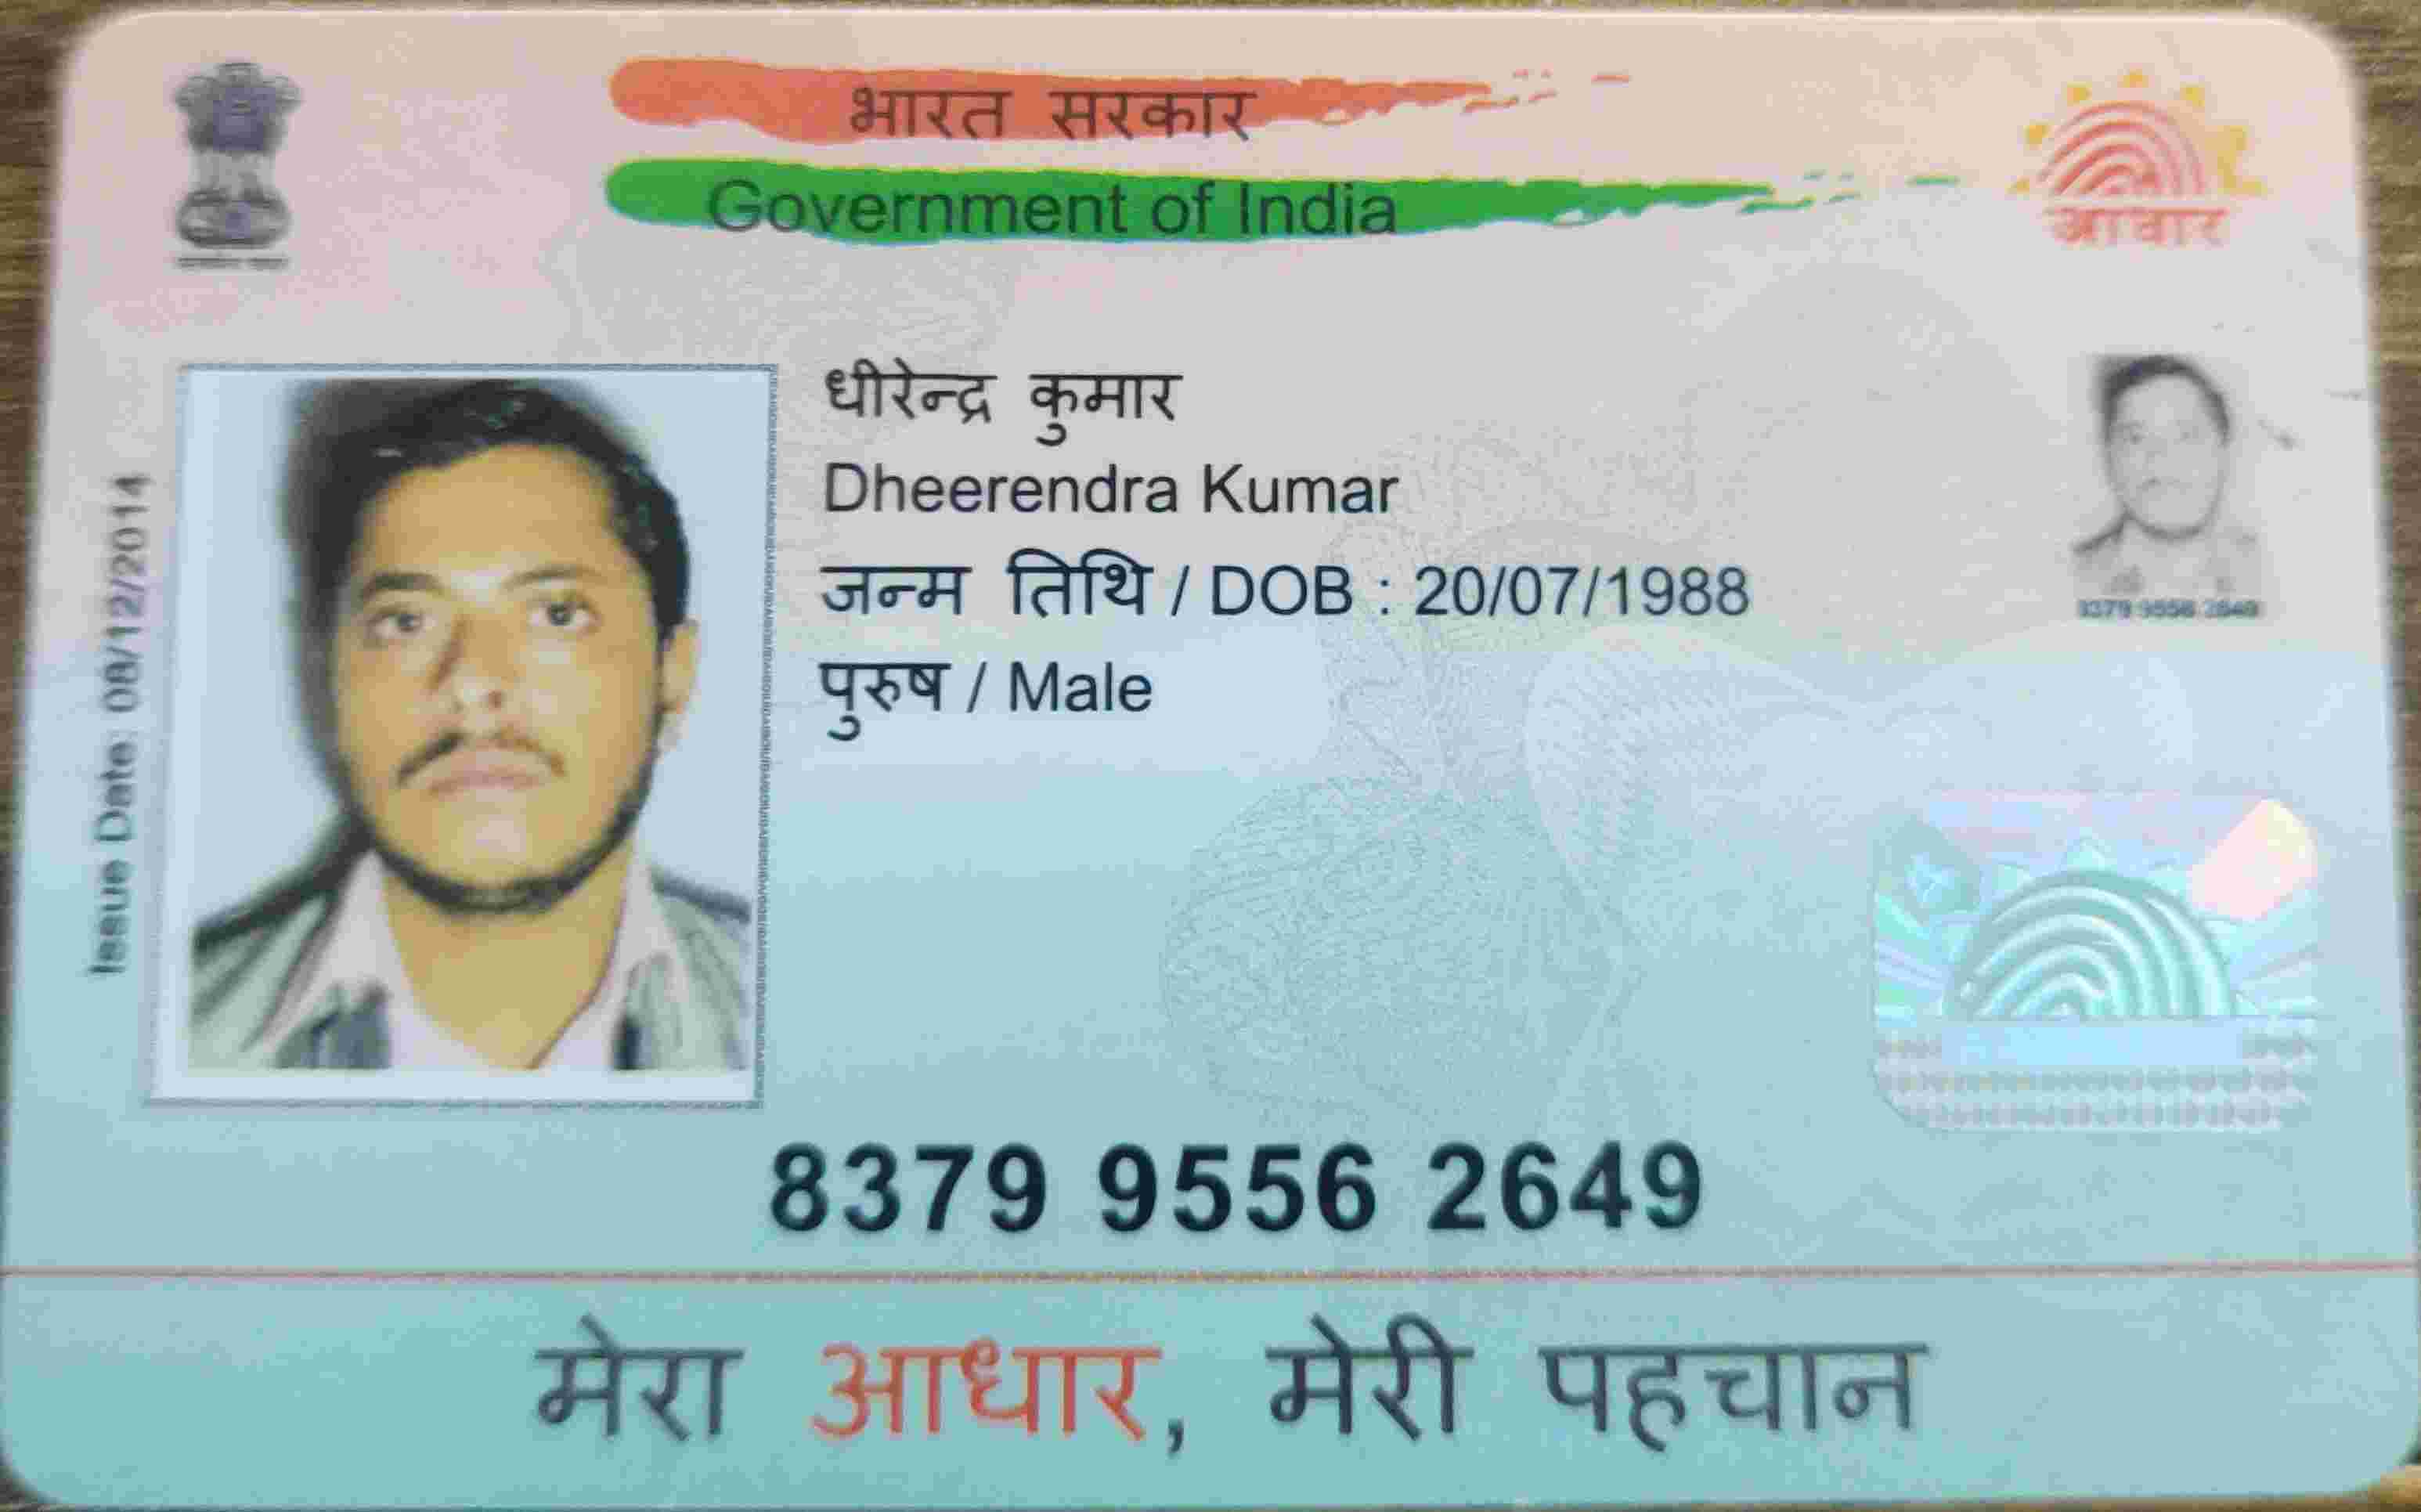 भारत सरकार
Government of India
आधार
Issue Date: 08/12/2014
धीरेन्द्र कुमार
Dheerendra Kumar
जन्म तिथि / DOB : 20/07/1988
पुरुष / Male
8379 9556 2649
8379 9556 2649
मेरा आधार, मेरी पहचान